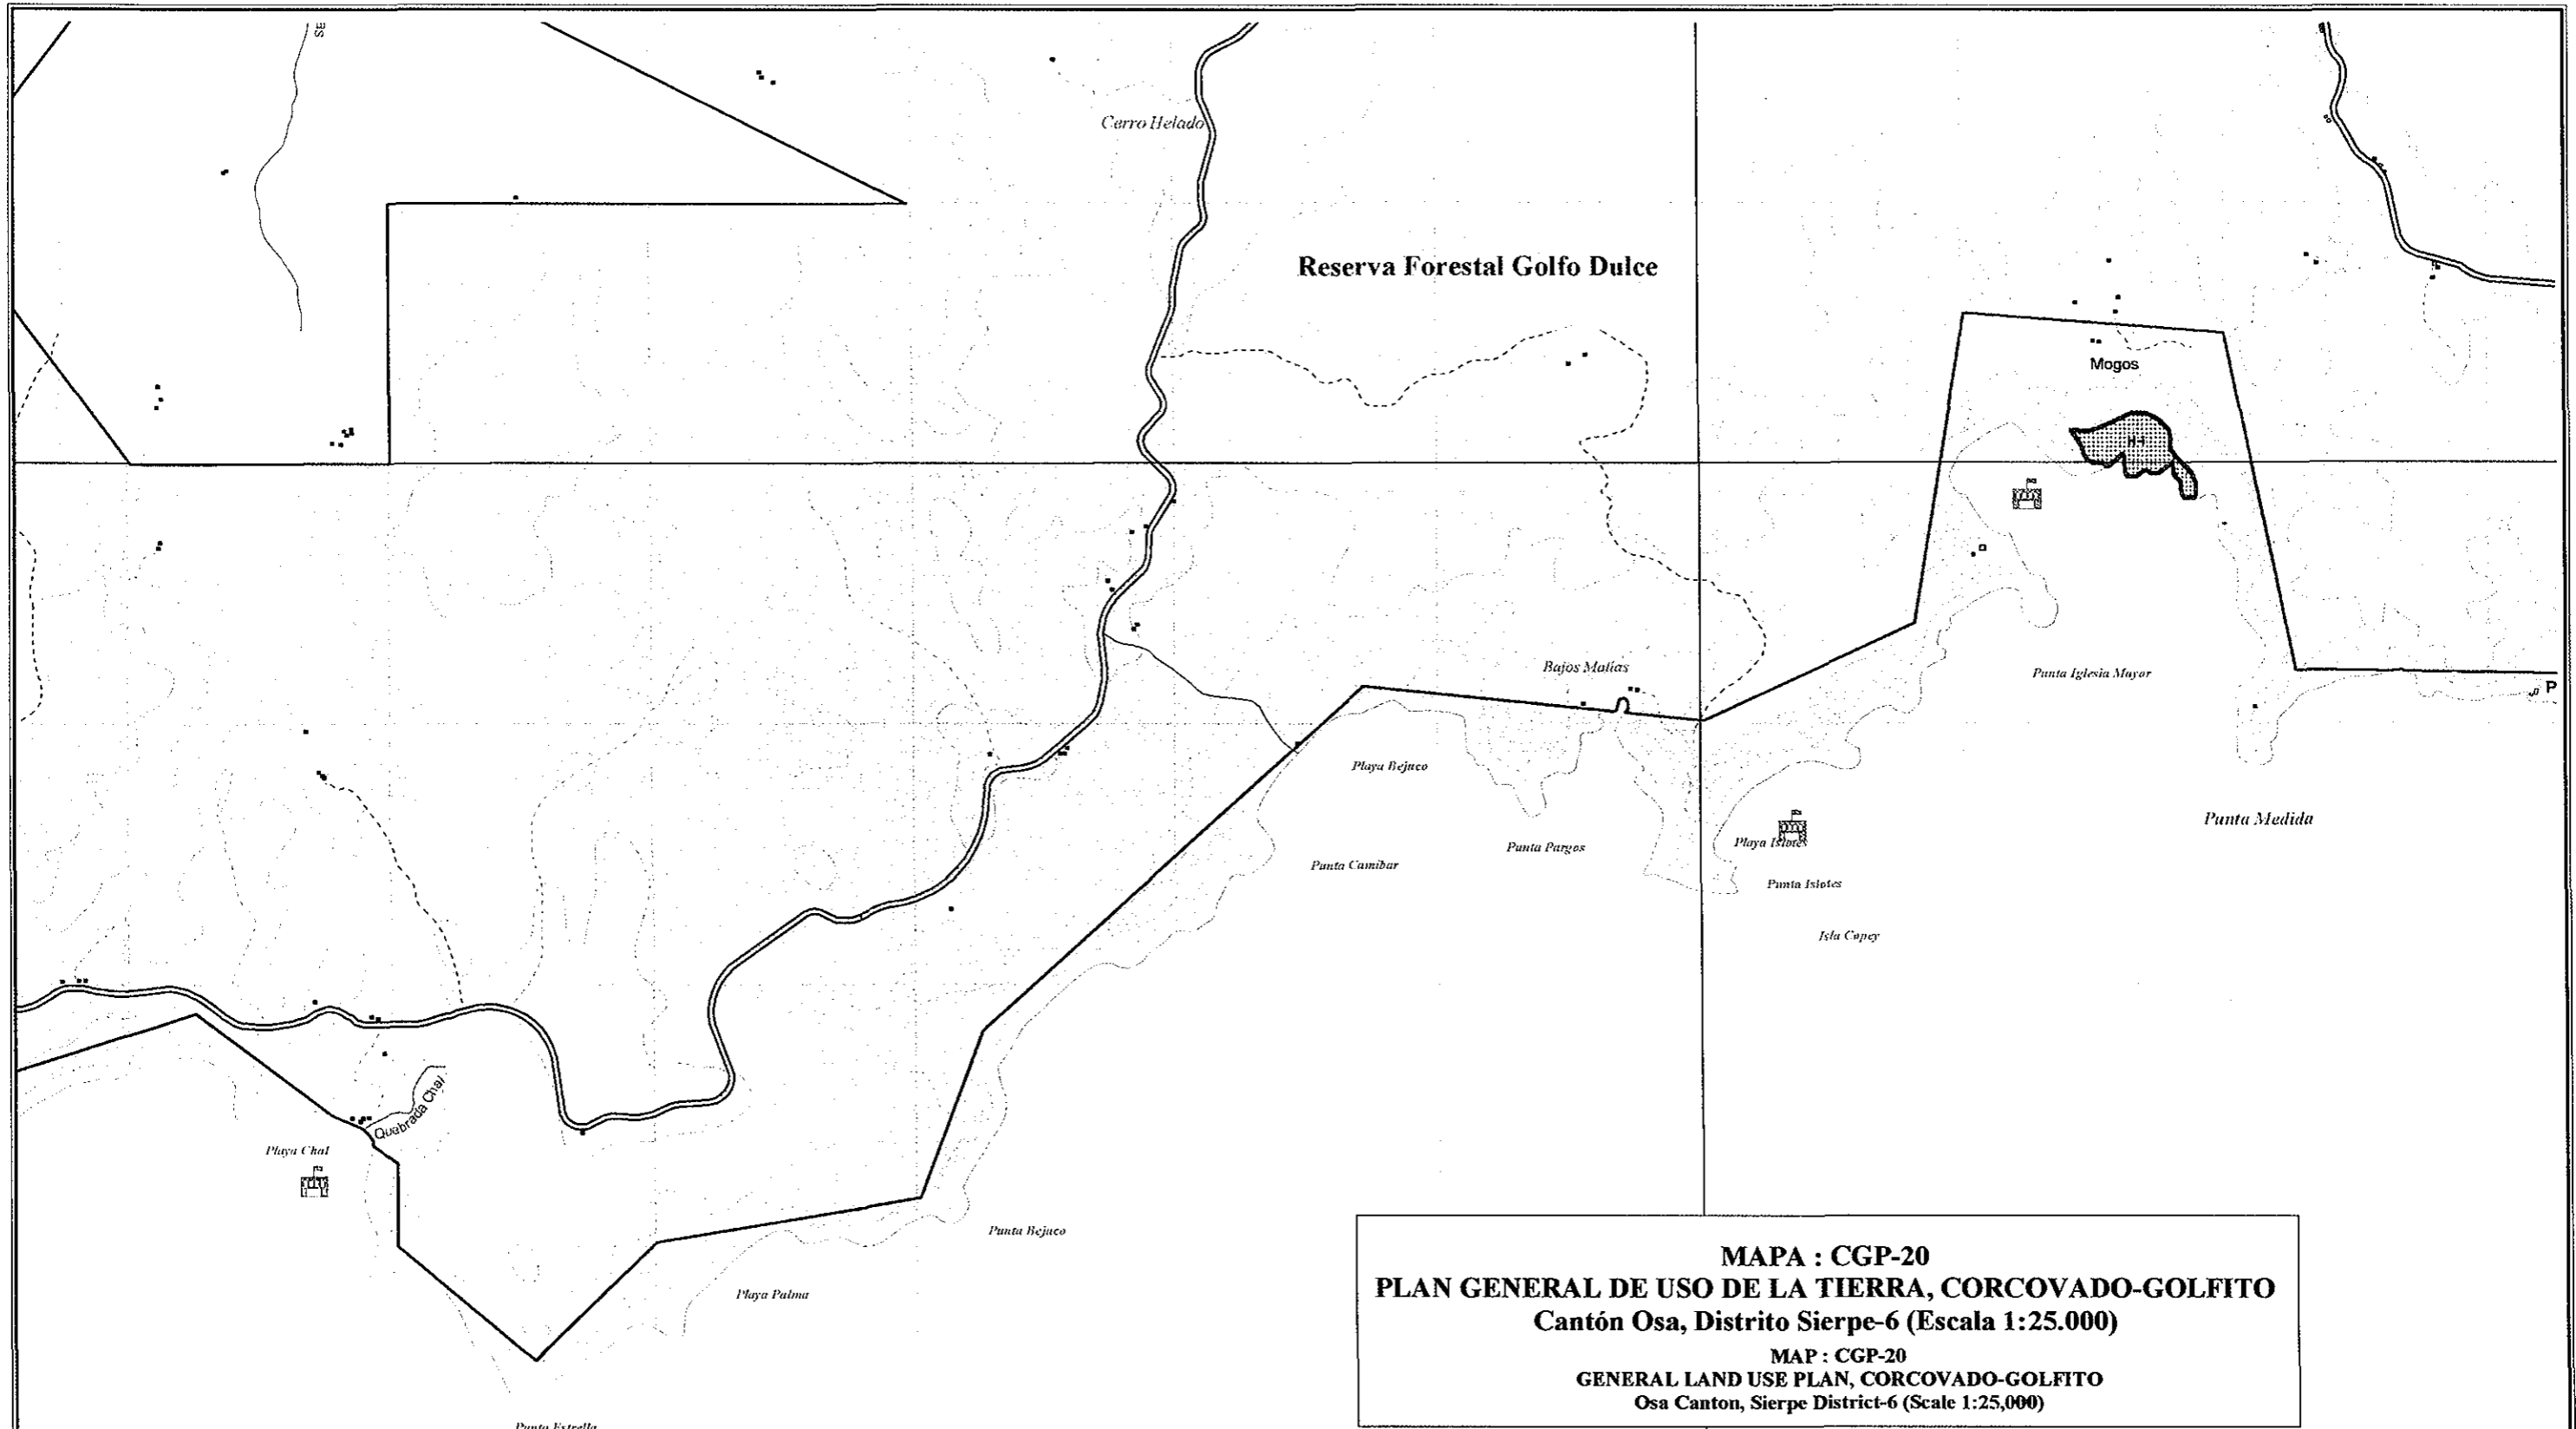 SE
Cerro Helado
Reserva Forestal Golfo Dulce
Mogos
H-I
Bajos Matías
Punta Iglesia Mayor
P
Playa Bejuco
Punta Medida
Punta Pargos
Playa Islotes
Punta Camibar
Punta Islotes
Isla Copey
Quebrada Chal
Playa Chal
Punta Bejuco
Playa Palma
Punta Estrella
MAPA : CGP-20
PLAN GENERAL DE USO DE LA TIERRA, CORCOVADO-GOLFITO
Cantón Osa, Distrito Sierpe-6 (Escala 1:25.000)
MAP : CGP-20
GENERAL LAND USE PLAN, CORCOVADO-GOLFITO
Osa Canton, Sierpe District-6 (Scale 1:25,000)